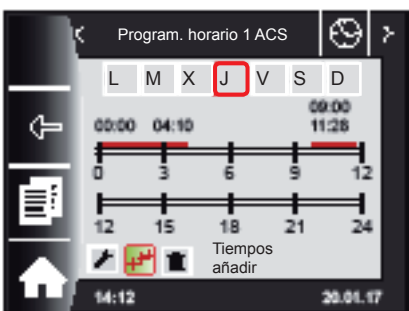 Program. horario 1 ACS
L M X J V S D
09:00
00:00 04:10 11:28
0 3 6 9 12
12 15 18 21 24
Tiempos
añadir
14:12 20.01.17